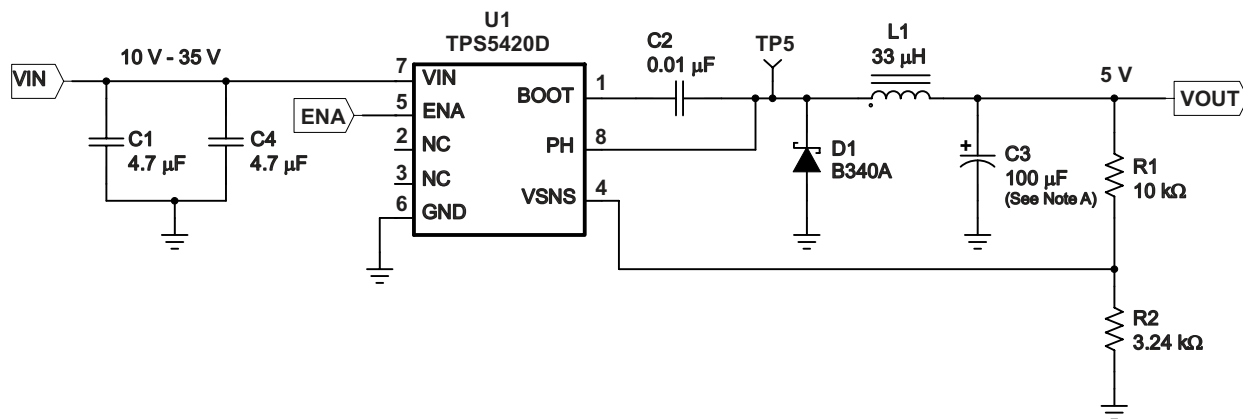 U1
TPS5420D
10 V - 35 V
VIN
7
VIN
5
ENA
ENA
2
NC
3
NC
6
GND
BOOT
1
PH
8
VSNS
4
C1
4.7 μF
C4
4.7 μF
C2
0.01 μF
TP5
L1
33 μH
5 V
VOUT
D1
B340A
+
C3
100 μF
(See Note A)
R1
10 kΩ
R2
3.24 kΩ